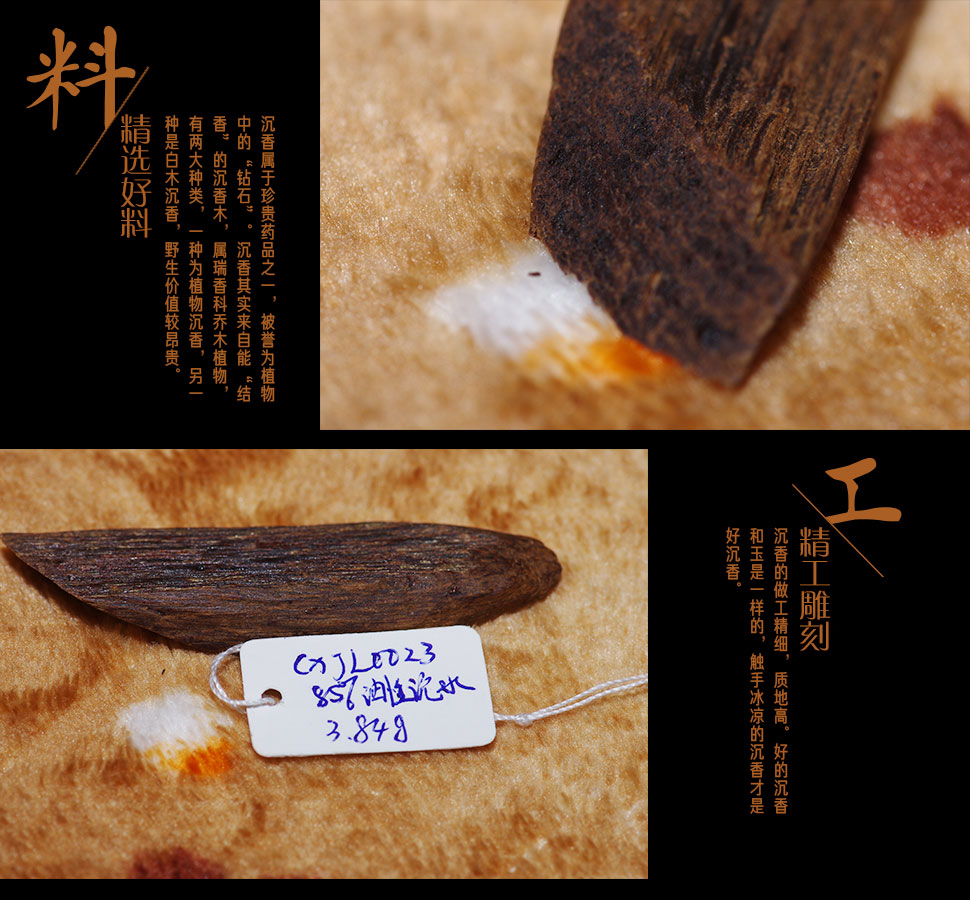 料
精选好料
沉香属于珍贵药品之一，被誉为植物
中的“钻石”。沉香其实来自能“结
香”的沉香木，属瑞香科乔木植物，
有两大种类，一种为植物沉香，另一
种是白木沉香，野生价值较昂贵。
工
精工雕刻
沉香的做工精细，质地高。好的沉香
和玉是一样的，触手冰凉的沉香才是
好沉香。
CXJL0023
85%油性沉水
3.84g